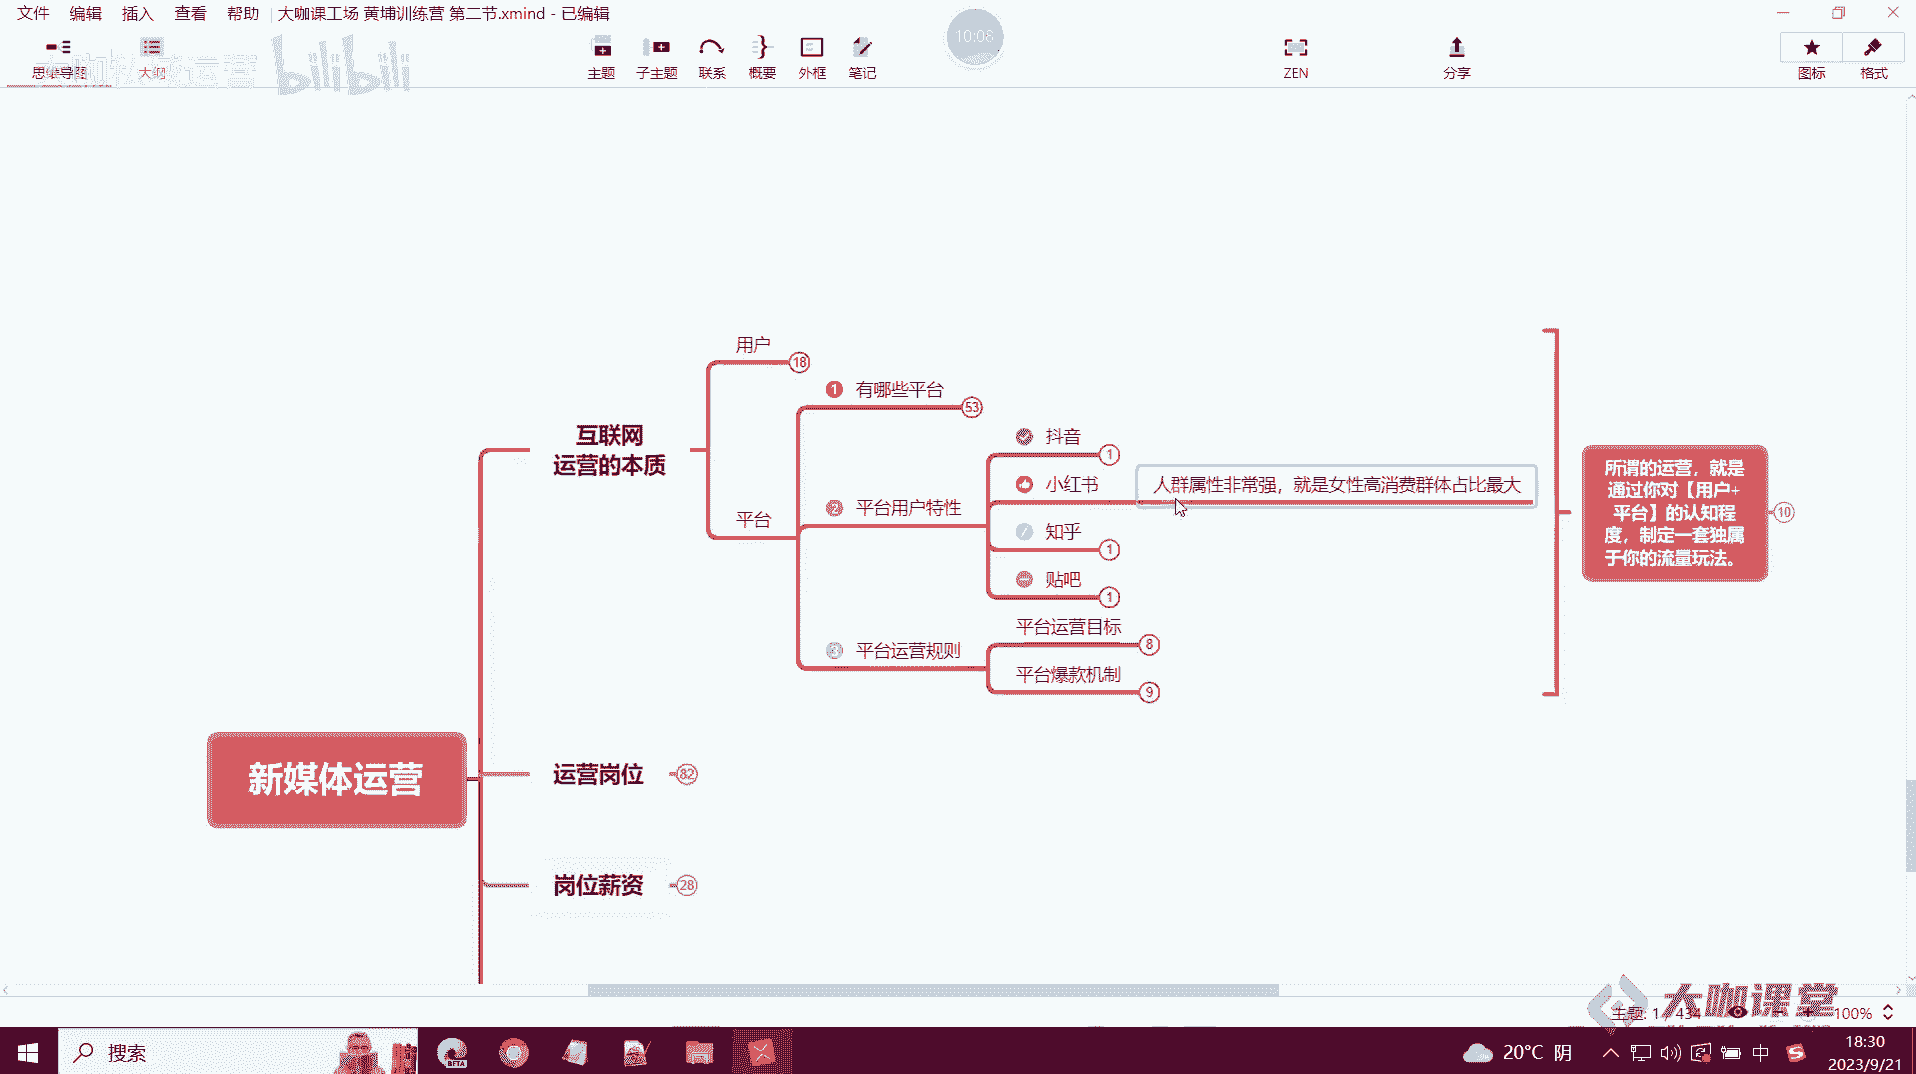 文件 编辑 插入 查看 帮助 大咖课工场 黄埔训练营 第二节.xmind - 已编辑
思维导图 大纲 主题 子主题 联系 概要 外框 笔记 10:08 ZEN 分享 图标 格式
bilibili
用户 18
1 有哪些平台 53
抖音 1
互联网
运营的本质
小红书 人群属性非常强，就是女性高消费群体占比最大
2 平台用户特性
平台
知乎 1
贴吧 1
平台运营目标 8
3 平台运营规则
平台爆款机制 9
所谓的运营，就是
通过你对【用户+
平台】的认知程
度，制定一套独属
于你的流量玩法。
10
新媒体运营
运营岗位 82
岗位薪资 28
大咖课堂
主题: 1 / 434 100%
搜索
BETA
20°C 阴
中
18:30
2023/9/21